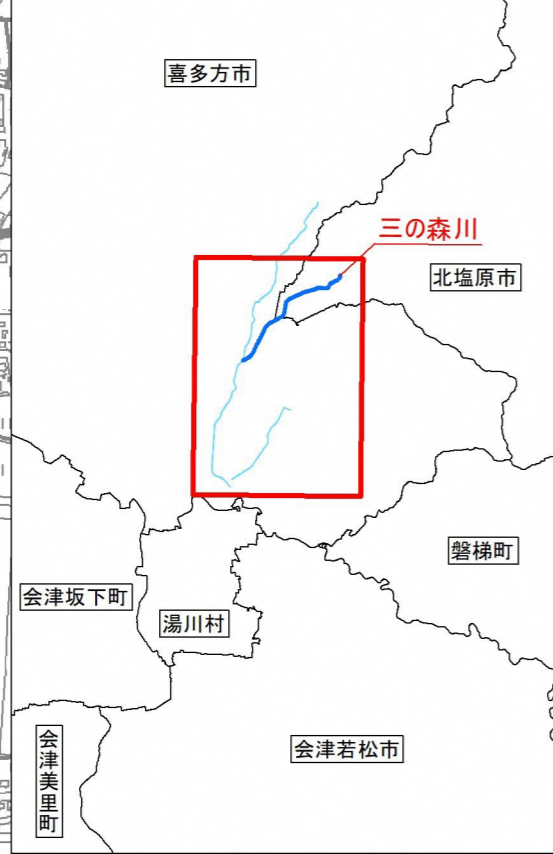 喜多方市
三の森川
北塩原市
磐梯町
会津坂下町
湯川村
会津若松市
会津美里町